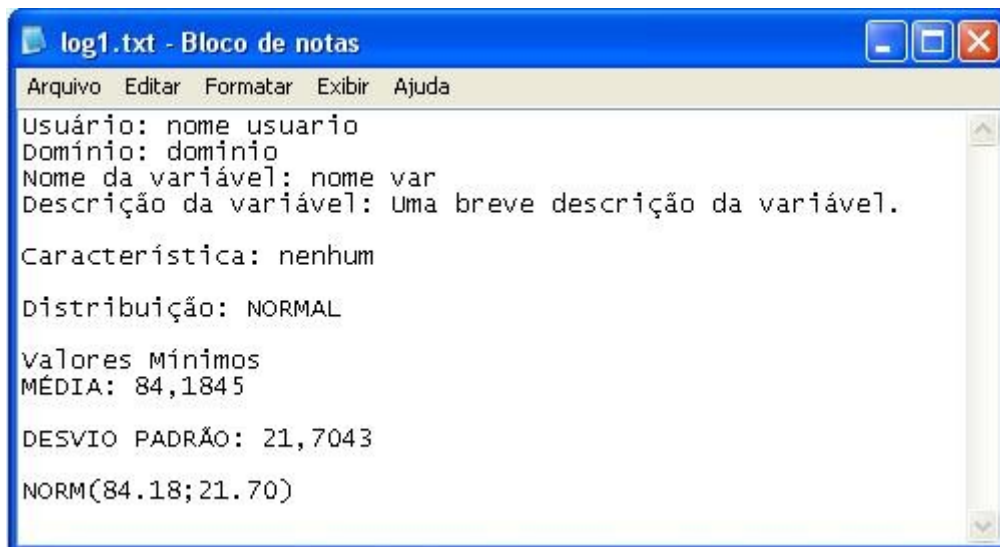 log1.txt - Bloco de notas
Arquivo Editar Formatar Exibir Ajuda
Usuário: nome usuario
Domínio: dominio
Nome da variável: nome var
Descrição da variável: Uma breve descrição da variável.
Característica: nenhum
Distribuição: NORMAL
Valores Mínimos
MÉDIA: 84,1845
DESVIO PADRÃO: 21,7043
NORM(84.18;21.70)